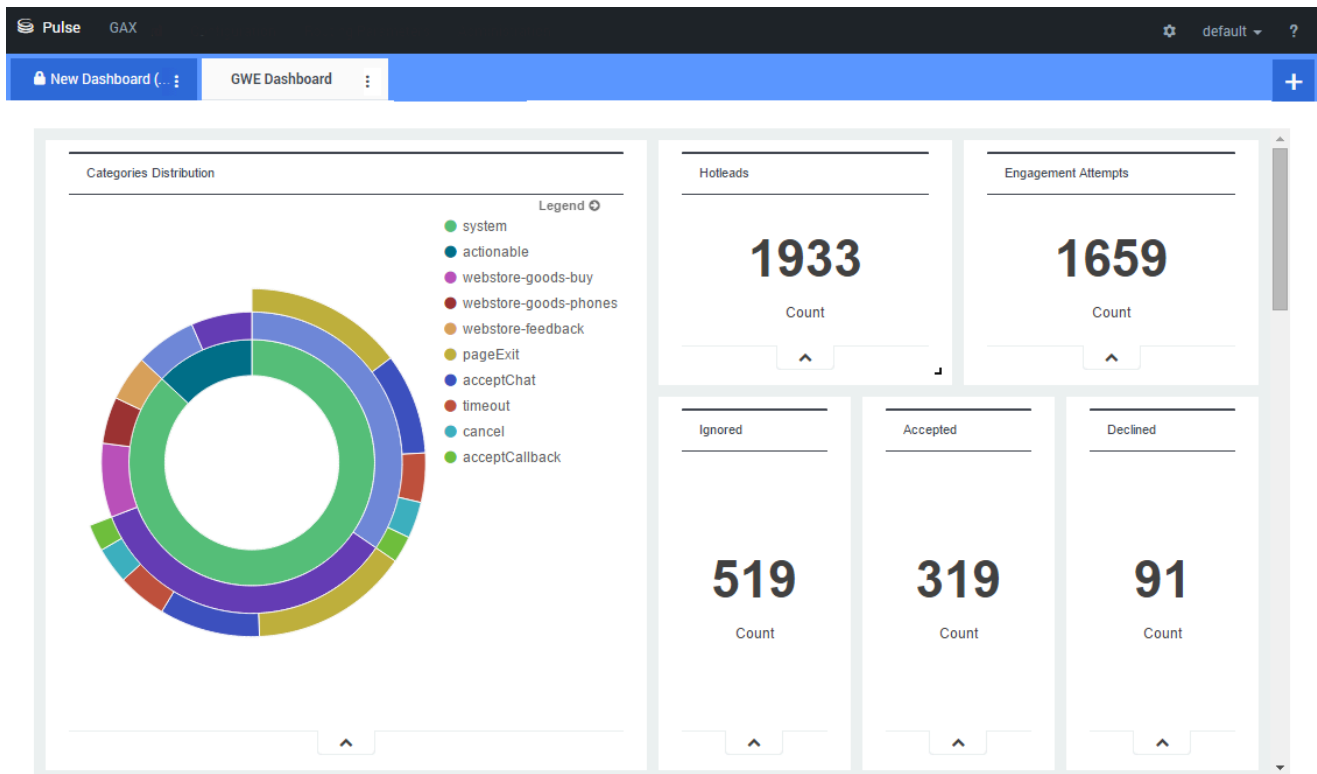 Pulse GAX default ?
New Dashboard (... GWE Dashboard +
Categories Distribution
Legend
system
actionable
webstore-goods-buy
webstore-goods-phones
webstore-feedback
pageExit
acceptChat
timeout
cancel
acceptCallback
Hotleads
1933
Count
Engagement Attempts
1659
Count
Ignored
519
Count
Accepted
319
Count
Declined
91
Count